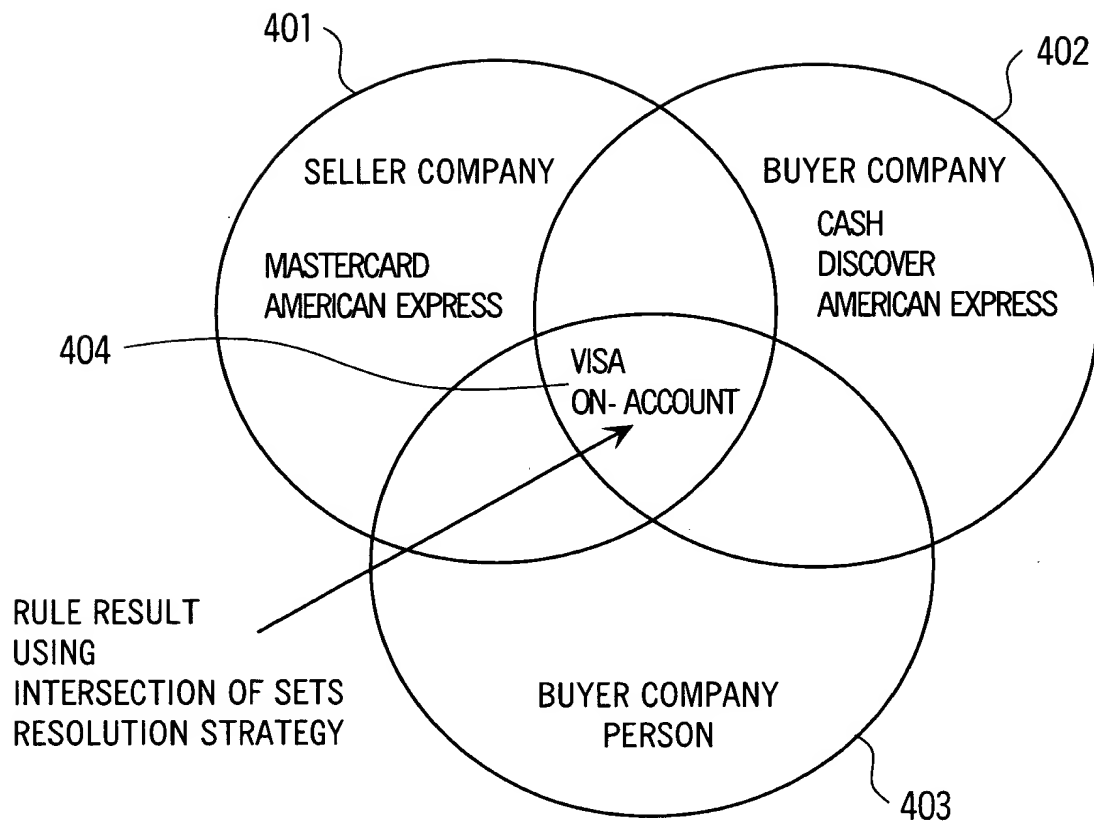 401
402
SELLER COMPANY
MASTERCARD
AMERICAN EXPRESS
BUYER COMPANY
CASH
DISCOVER
AMERICAN EXPRESS
404
VISA
ON-ACCOUNT
RULE RESULT
USING
INTERSECTION OF SETS
RESOLUTION STRATEGY
BUYER COMPANY
PERSON
403